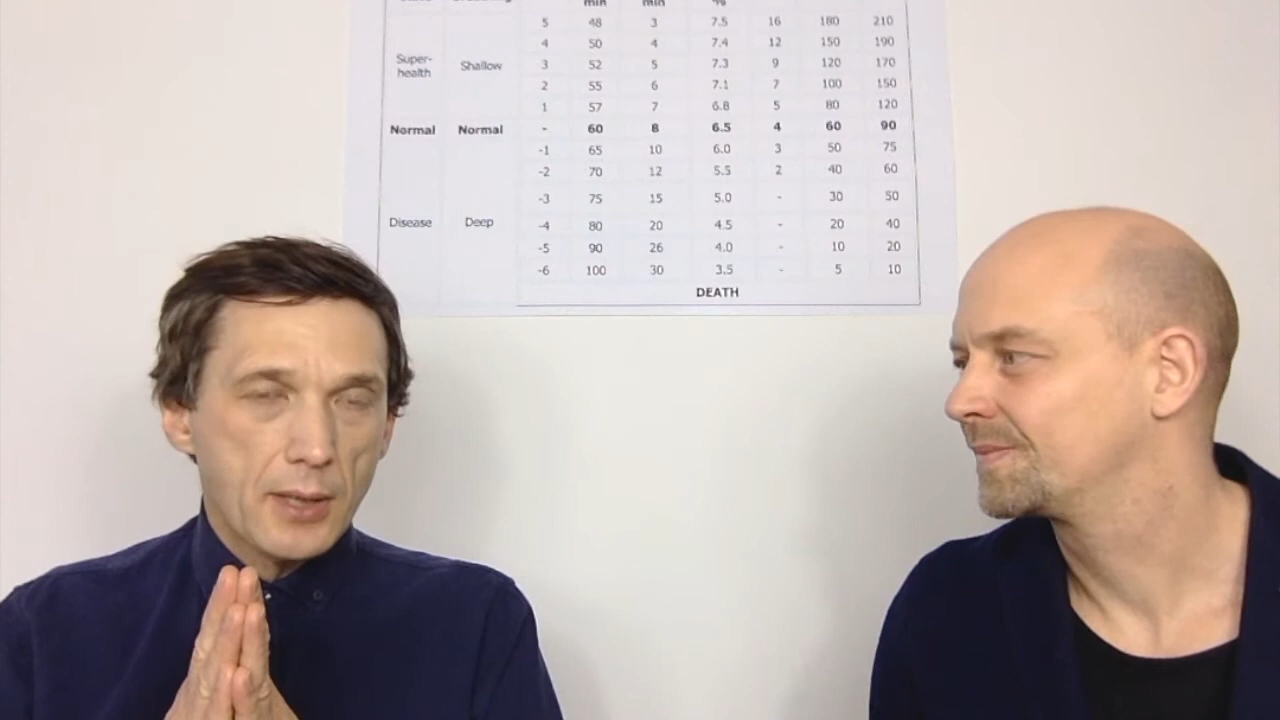 min min %
5 48 3 7.5 16 180 210
4 50 4 7.4 12 150 190
Super-health Shallow 3 52 5 7.3 9 120 170
2 55 6 7.1 7 100 150
1 57 7 6.8 5 80 120
Normal Normal - 60 8 6.5 4 60 90
-1 65 10 6.0 3 50 75
-2 70 12 5.5 2 40 60
-3 75 15 5.0 - 30 50
Disease Deep -4 80 20 4.5 - 20 40
-5 90 26 4.0 - 10 20
-6 100 30 3.5 - 5 10
DEATH